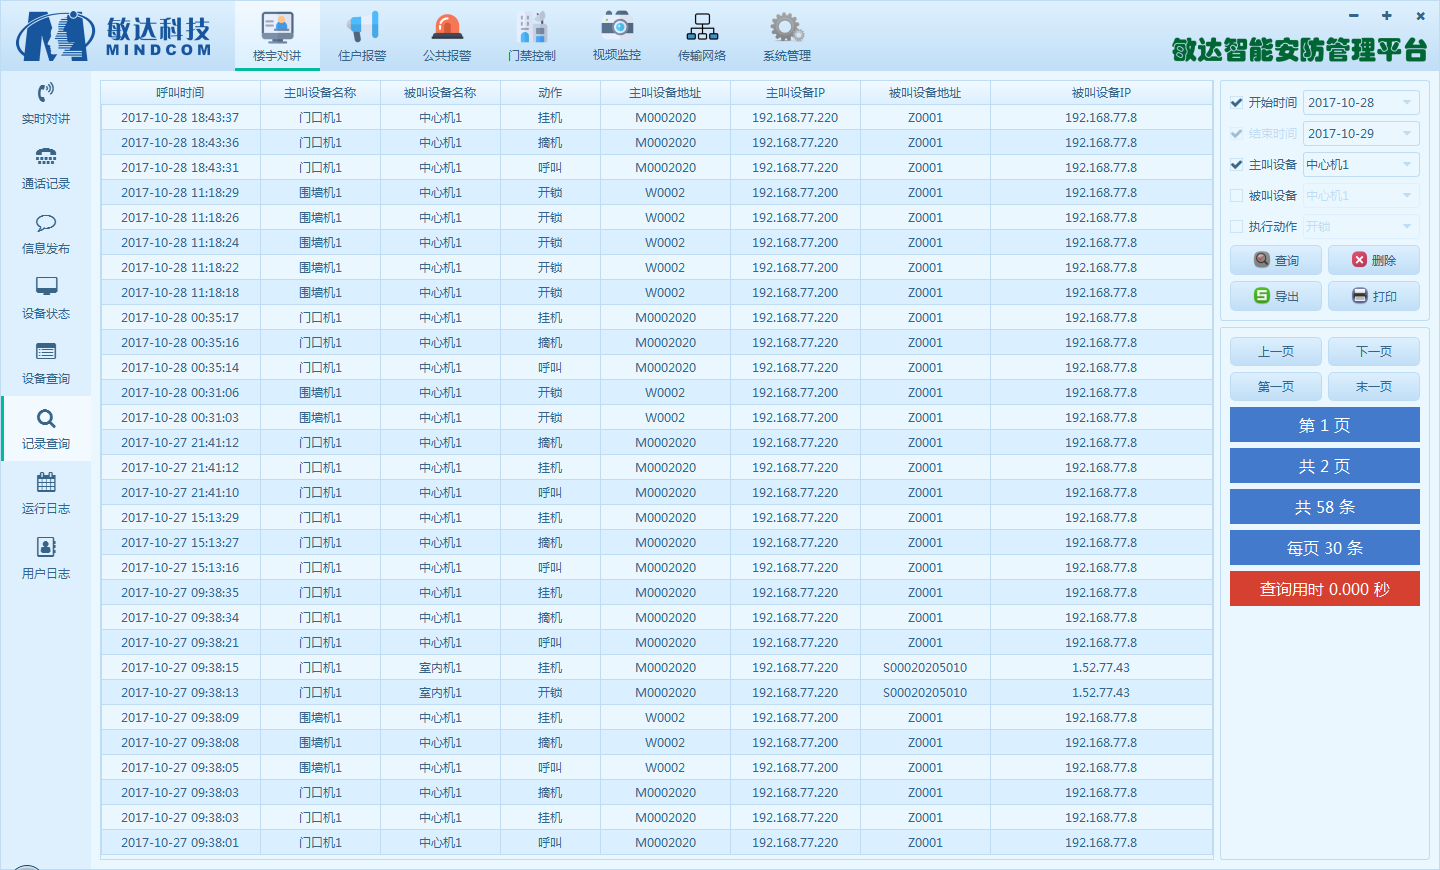 敏达科技
MINDCOM
楼宇对讲 住户报警 公共报警 门禁控制 视频监控 传输网络 系统管理
敏达智能安防管理平台
实时对讲
通话记录
信息发布
设备状态
设备查询
记录查询
运行日志
用户日志
呼叫时间 主叫设备名称 被叫设备名称 动作 主叫设备地址 主叫设备IP 被叫设备地址 被叫设备IP
2017-10-28 18:43:37 门口机1 中心机1 挂机 M0002020 192.168.77.220 Z0001 192.168.77.8
2017-10-28 18:43:36 门口机1 中心机1 摘机 M0002020 192.168.77.220 Z0001 192.168.77.8
2017-10-28 18:43:31 门口机1 中心机1 呼叫 M0002020 192.168.77.220 Z0001 192.168.77.8
2017-10-28 11:18:29 围墙机1 中心机1 开锁 W0002 192.168.77.200 Z0001 192.168.77.8
2017-10-28 11:18:26 围墙机1 中心机1 开锁 W0002 192.168.77.200 Z0001 192.168.77.8
2017-10-28 11:18:24 围墙机1 中心机1 开锁 W0002 192.168.77.200 Z0001 192.168.77.8
2017-10-28 11:18:22 围墙机1 中心机1 开锁 W0002 192.168.77.200 Z0001 192.168.77.8
2017-10-28 11:18:18 围墙机1 中心机1 开锁 W0002 192.168.77.200 Z0001 192.168.77.8
2017-10-28 00:35:17 门口机1 中心机1 挂机 M0002020 192.168.77.220 Z0001 192.168.77.8
2017-10-28 00:35:16 门口机1 中心机1 摘机 M0002020 192.168.77.220 Z0001 192.168.77.8
2017-10-28 00:35:14 门口机1 中心机1 呼叫 M0002020 192.168.77.220 Z0001 192.168.77.8
2017-10-28 00:31:06 围墙机1 中心机1 开锁 W0002 192.168.77.200 Z0001 192.168.77.8
2017-10-28 00:31:03 围墙机1 中心机1 开锁 W0002 192.168.77.200 Z0001 192.168.77.8
2017-10-27 21:41:12 门口机1 中心机1 摘机 M0002020 192.168.77.220 Z0001 192.168.77.8
2017-10-27 21:41:12 门口机1 中心机1 挂机 M0002020 192.168.77.220 Z0001 192.168.77.8
2017-10-27 21:41:10 门口机1 中心机1 呼叫 M0002020 192.168.77.220 Z0001 192.168.77.8
2017-10-27 15:13:29 门口机1 中心机1 挂机 M0002020 192.168.77.220 Z0001 192.168.77.8
2017-10-27 15:13:27 门口机1 中心机1 摘机 M0002020 192.168.77.220 Z0001 192.168.77.8
2017-10-27 15:13:16 门口机1 中心机1 呼叫 M0002020 192.168.77.220 Z0001 192.168.77.8
2017-10-27 09:38:35 门口机1 中心机1 挂机 M0002020 192.168.77.220 Z0001 192.168.77.8
2017-10-27 09:38:34 门口机1 中心机1 摘机 M0002020 192.168.77.220 Z0001 192.168.77.8
2017-10-27 09:38:21 门口机1 中心机1 呼叫 M0002020 192.168.77.220 Z0001 192.168.77.8
2017-10-27 09:38:15 门口机1 室内机1 挂机 M0002020 192.168.77.220 S00020205010 1.52.77.43
2017-10-27 09:38:13 门口机1 室内机1 开锁 M0002020 192.168.77.220 S00020205010 1.52.77.43
2017-10-27 09:38:09 围墙机1 中心机1 挂机 W0002 192.168.77.200 Z0001 192.168.77.8
2017-10-27 09:38:08 围墙机1 中心机1 摘机 W0002 192.168.77.200 Z0001 192.168.77.8
2017-10-27 09:38:05 围墙机1 中心机1 呼叫 W0002 192.168.77.200 Z0001 192.168.77.8
2017-10-27 09:38:03 门口机1 中心机1 摘机 M0002020 192.168.77.220 Z0001 192.168.77.8
2017-10-27 09:38:03 门口机1 中心机1 挂机 M0002020 192.168.77.220 Z0001 192.168.77.8
2017-10-27 09:38:01 门口机1 中心机1 呼叫 M0002020 192.168.77.220 Z0001 192.168.77.8
开始时间 2017-10-28
结束时间 2017-10-29
主叫设备 中心机1
被叫设备 中心机1
执行动作 开锁
查询 删除
导出 打印
上一页 下一页
第一页 末一页
第 1 页
共 2 页
共 58 条
每页 30 条
查询用时 0.000 秒